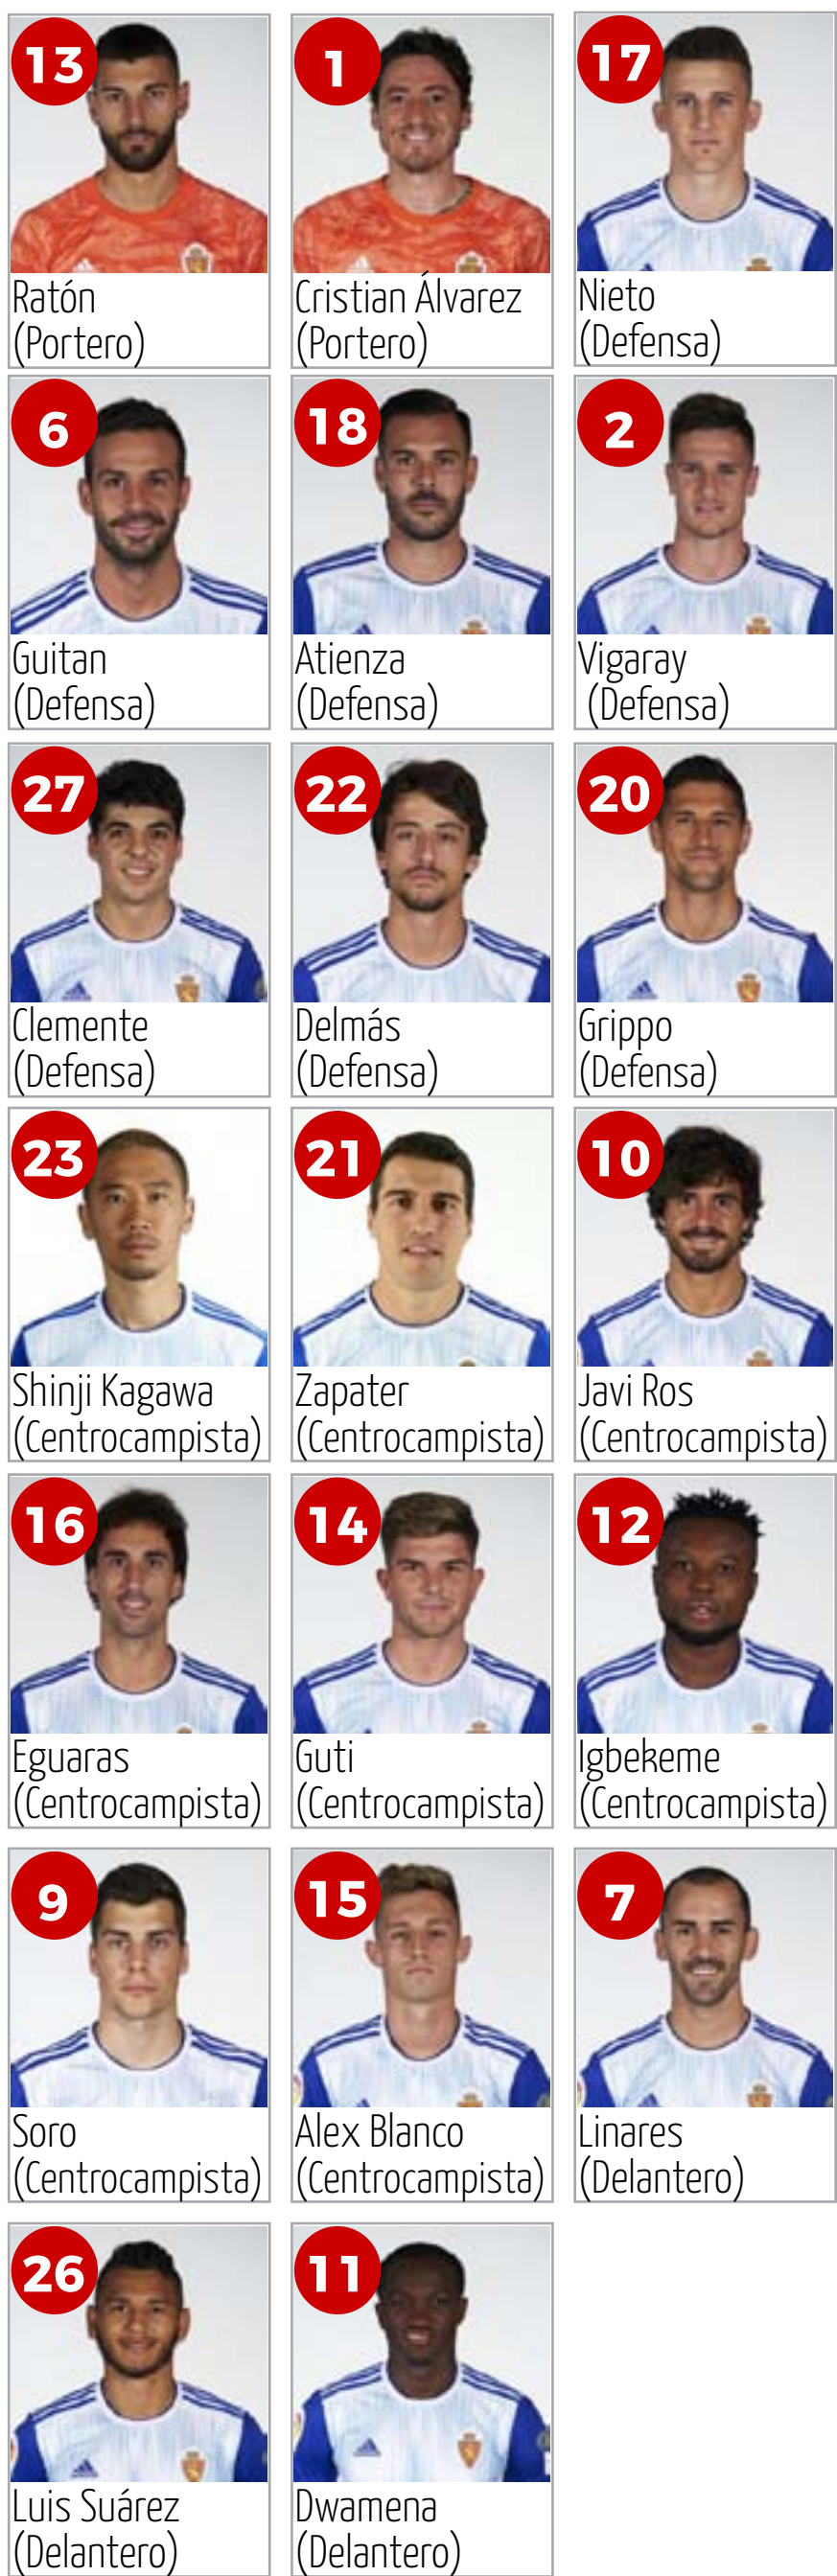 13
Ratón
(Portero)
1
Cristian Álvarez
(Portero)
17
Nieto
(Defensa)
6
Guitan
(Defensa)
18
Atienza
(Defensa)
2
Vigaray
(Defensa)
27
Clemente
(Defensa)
22
Delmás
(Defensa)
20
Grippo
(Defensa)
23
Shinji Kagawa
(Centrocampista)
21
Zapater
(Centrocampista)
10
Javi Ros
(Centrocampista)
16
Eguaras
(Centrocampista)
14
Guti
(Centrocampista)
12
Igbekeme
(Centrocampista)
9
Soro
(Centrocampista)
15
Alex Blanco
(Centrocampista)
7
Linares
(Delantero)
26
Luis Suárez
(Delantero)
11
Dwamena
(Delantero)